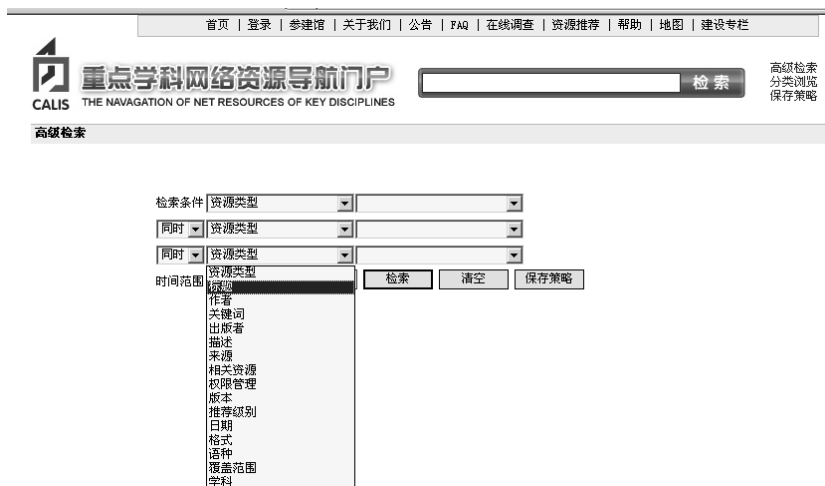 首页 | 登录 | 参建馆 | 关于我们 | 公告 | FAQ | 在线调查 | 资源推荐 | 帮助 | 地图 | 建设专栏
重点学科网络资源导航门户
CALIS THE NAVAGATION OF NET RESOURCES OF KEY DISCIPLINES
检索
高级检索
分类浏览
保存策略
高级检索
检索条件 资源类型
同时 资源类型
同时 资源类型
时间范围 检索 清空 保存策略
资源类型
标题
作者
关键词
出版者
描述
来源
相关资源
权限管理
版本
推荐级别
日期
格式
语种
覆盖范围
学科